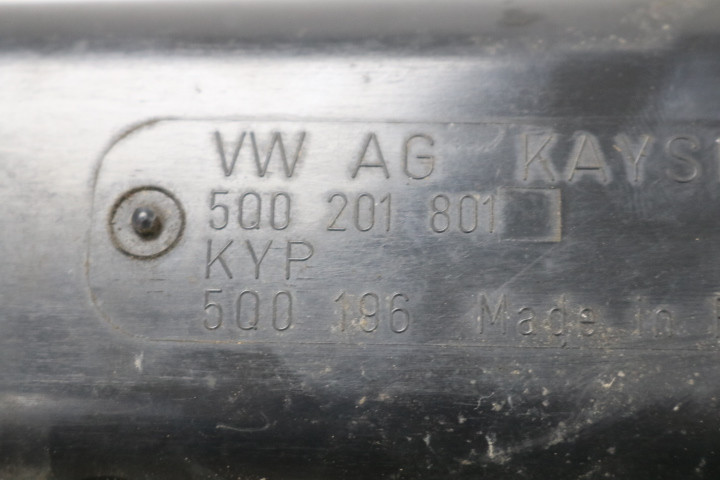 VW AG KAYS
5Q0 201 801
KYP
5Q0 196 Made In